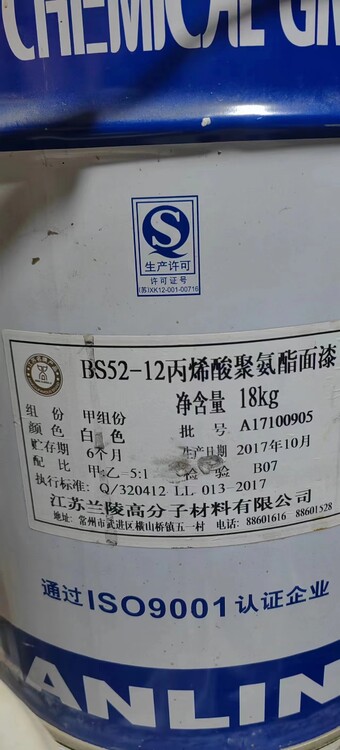 CHEMICAL G
QS
生产许可
许可证号
(苏)XK12-001-00716
BS52-12丙烯酸聚氨酯面漆
净含量 18kg
组份 甲组份
批号 A17100905
颜色 白色
生产日期 2017年10月
贮存期 6个月
检验 B07
配比 甲:乙-5:1
执行标准: Q/320412 LL 013-2017
江苏兰陵高分子材料有限公司
地址: 常州市武进区横山桥镇五一村 电话: 88601616 88601528
通过ISO9001认证企业
ANLIN